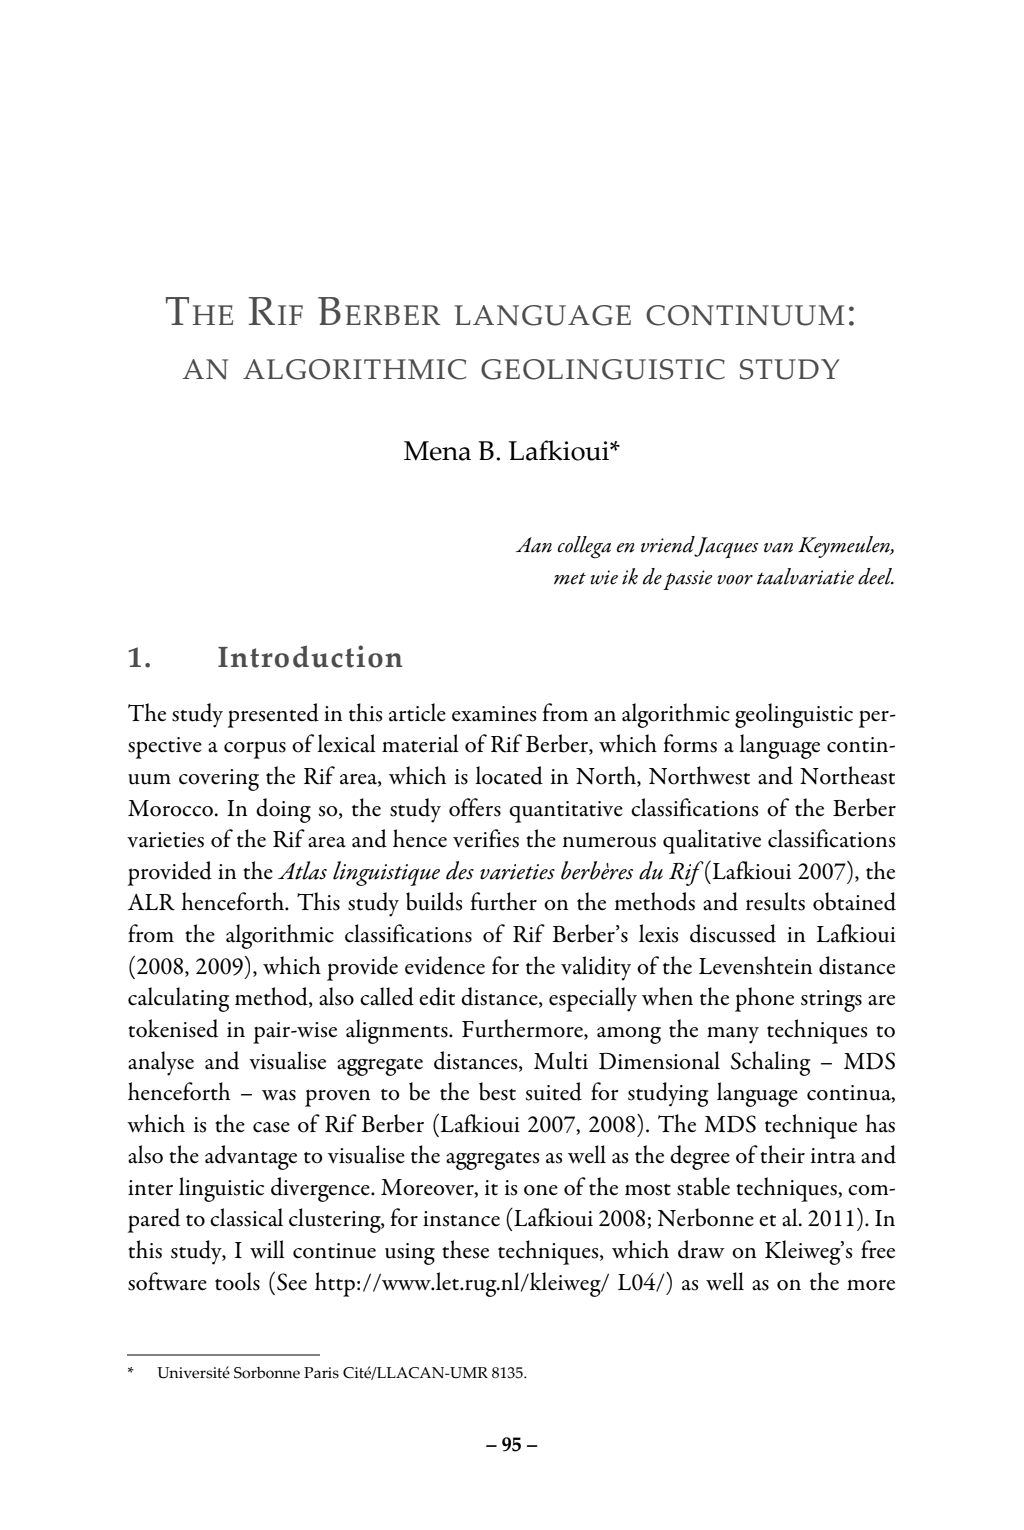 The Rif Berber language continuum:
an algorithmic geolinguistic study
Mena B. Lafkioui*
Aan collega en vriend Jacques van Keymeulen,
met wie ik de passie voor taalvariatie deel.
1. Introduction
The study presented in this article examines from an algorithmic geolinguistic per-
spective a corpus of lexical material of Rif Berber, which forms a language contin-
uum covering the Rif area, which is located in North, Northwest and Northeast
Morocco. In doing so, the study offers quantitative classifications of the Berber
varieties of the Rif area and hence verifies the numerous qualitative classifications
provided in the Atlas linguistique des varieties berbères du Rif (Lafkioui 2007), the
ALR henceforth. This study builds further on the methods and results obtained
from the algorithmic classifications of Rif Berber’s lexis discussed in Lafkioui
(2008, 2009), which provide evidence for the validity of the Levenshtein distance
calculating method, also called edit distance, especially when the phone strings are
tokenised in pair-wise alignments. Furthermore, among the many techniques to
analyse and visualise aggregate distances, Multi Dimensional Schaling – MDS
henceforth – was proven to be the best suited for studying language continua,
which is the case of Rif Berber (Lafkioui 2007, 2008). The MDS technique has
also the advantage to visualise the aggregates as well as the degree of their intra and
inter linguistic divergence. Moreover, it is one of the most stable techniques, com-
pared to classical clustering, for instance (Lafkioui 2008; Nerbonne et al. 2011). In
this study, I will continue using these techniques, which draw on Kleiweg’s free
software tools (See http://www.let.rug.nl/kleiweg/ L04/) as well as on the more
* Université Sorbonne Paris Cité/LLACAN-UMR 8135.
– 95 –